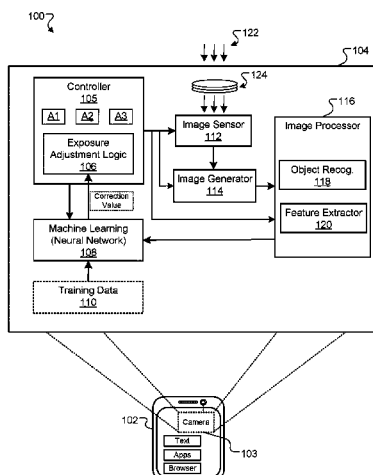 100
122
104
124
Controller
105
A1 A2 A3
Exposure
Adjustment Logic
106
Correction
Value
Machine Learning
(Neural Network)
108
Training Data
110
Image Sensor
112
Image Generator
114
116
Image Processor
Object Recog.
118
Feature Extractor
120
102
Camera
103
Text
Apps
Browser